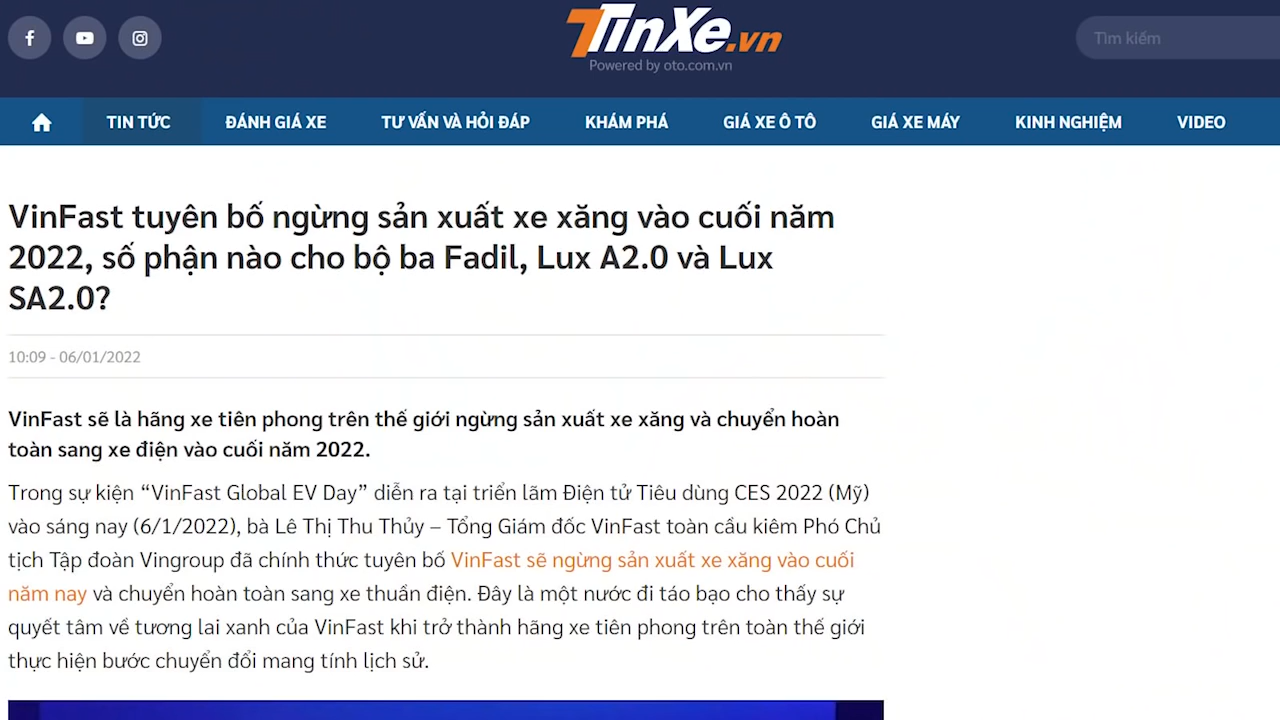 TinXe.vn
Powered by oto.com.vn
Tìm kiếm
TIN TỨC ĐÁNH GIÁ XE TƯ VẤN VÀ HỎI ĐÁP KHÁM PHÁ GIÁ XE Ô TÔ GIÁ XE MÁY KINH NGHIỆM VIDEO
VinFast tuyên bố ngừng sản xuất xe xăng vào cuối năm
2022, số phận nào cho bộ ba Fadil, Lux A2.0 và Lux
SA2.0?
10:09 - 06/01/2022
VinFast sẽ là hãng xe tiên phong trên thế giới ngừng sản xuất xe xăng và chuyển hoàn
toàn sang xe điện vào cuối năm 2022.
Trong sự kiện “VinFast Global EV Day” diễn ra tại triển lãm Điện tử Tiêu dùng CES 2022 (Mỹ)
vào sáng nay (6/1/2022), bà Lê Thị Thu Thủy – Tổng Giám đốc VinFast toàn cầu kiêm Phó Chủ
tịch Tập đoàn Vingroup đã chính thức tuyên bố VinFast sẽ ngừng sản xuất xe xăng vào cuối
năm nay và chuyển hoàn toàn sang xe thuần điện. Đây là một nước đi táo bạo cho thấy sự
quyết tâm về tương lai xanh của VinFast khi trở thành hãng xe tiên phong trên toàn thế giới
thực hiện bước chuyển đổi mang tính lịch sử.